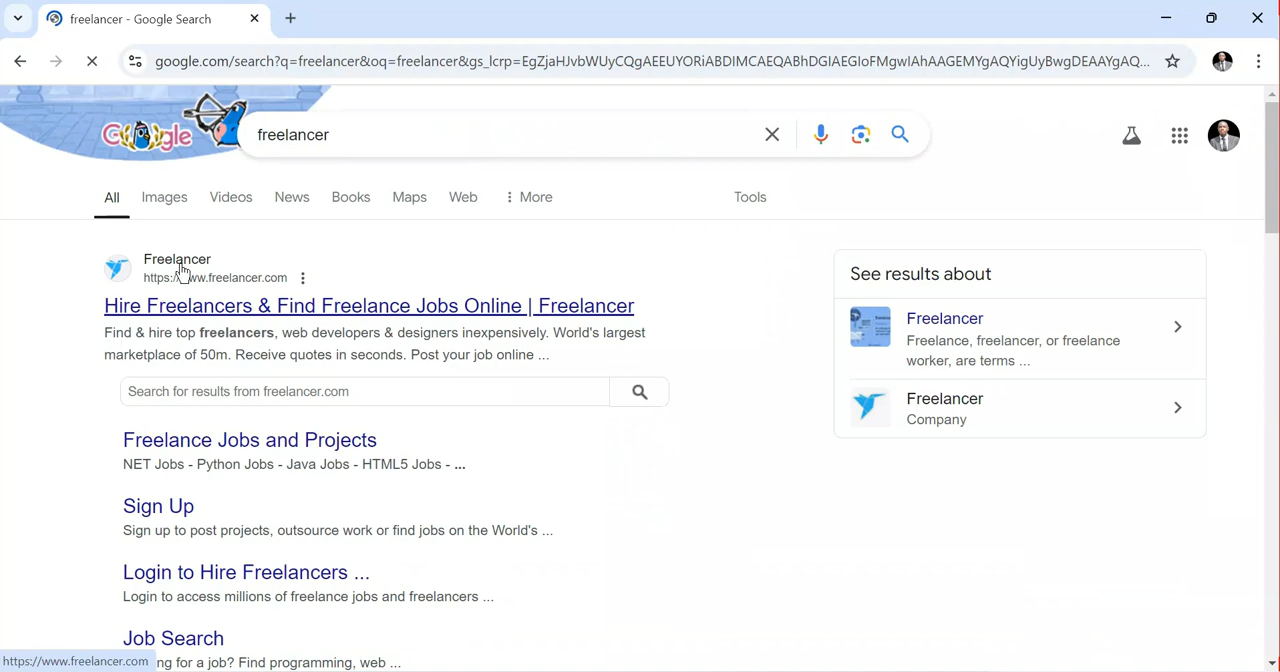 freelancer - Google Search
google.com/search?q=freelancer&oq=freelancer&gs_lcrp=EgZjaHJvbWUyCQgAEEUYORiABDIMCAEQABhDGIAEGIoFMgwIAhAAGEMYgAQYigUyBwgDEAAYgAQ...
Google
freelancer
All Images Videos News Books Maps Web More Tools
Freelancer
https://www.freelancer.com
Hire Freelancers & Find Freelance Jobs Online | Freelancer
Find & hire top freelancers, web developers & designers inexpensively. World's largest
marketplace of 50m. Receive quotes in seconds. Post your job online ...
Search for results from freelancer.com
Freelance Jobs and Projects
NET Jobs - Python Jobs - Java Jobs - HTML5 Jobs - ...
Sign Up
Sign up to post projects, outsource work or find jobs on the World's ...
Login to Hire Freelancers ...
Login to access millions of freelance jobs and freelancers ...
Job Search
ng for a job? Find programming, web ...
See results about
Freelancer
Freelance, freelancer, or freelance
worker, are terms ...
Freelancer
Company
https://www.freelancer.com